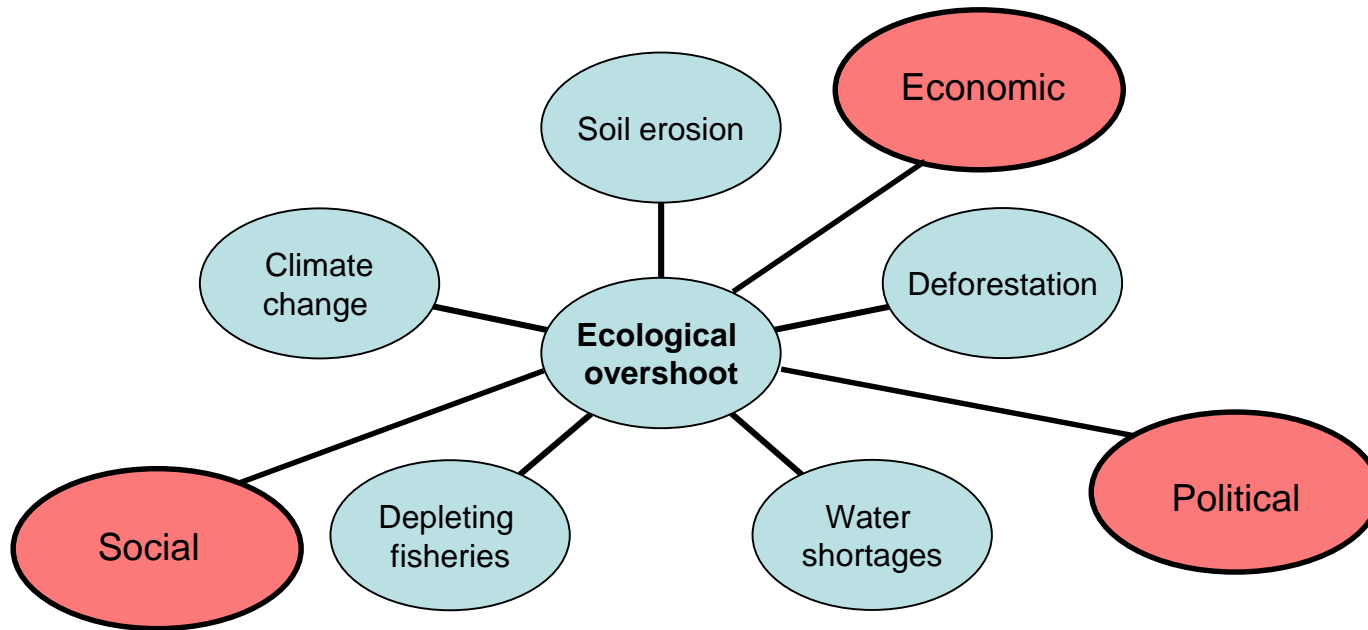 Economic
Soil erosion
Climate
change
Deforestation
Ecological
overshoot
Depleting
fisheries
Water
shortages
Political
Social